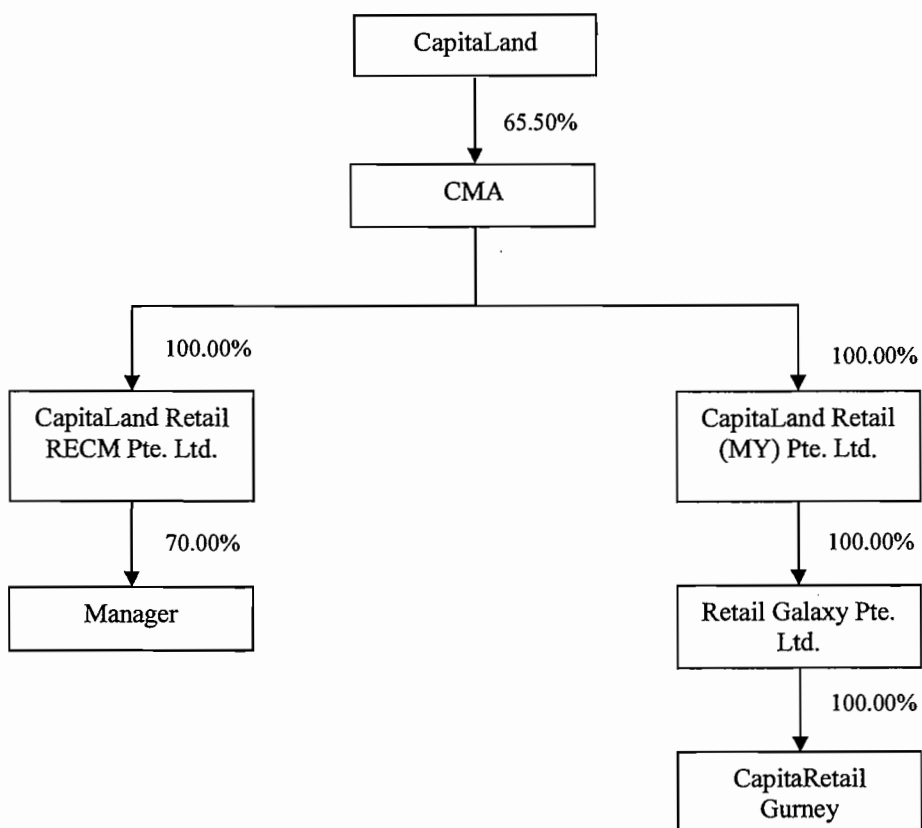 CapitaLand
65.50%
CMA
100.00%
100.00%
CapitaLand Retail
RECM Pte. Ltd.
CapitaLand Retail
(MY) Pte. Ltd.
70.00%
100.00%
Manager
Retail Galaxy Pte.
Ltd.
100.00%
CapitaRetail
Gurney